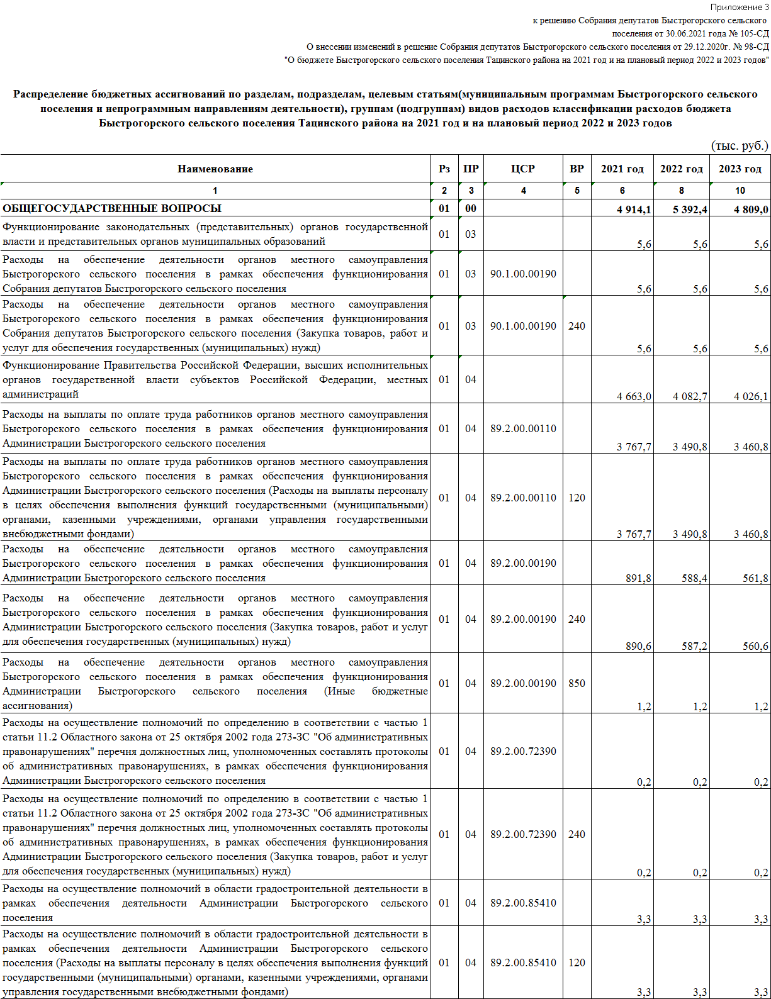 Приложение 3
к решению Собрания депутатов Быстрогорского сельского
поселения от 30.06.2021 года № 105-СД
О внесении изменений в решение Собрания депутатов Быстрогорского сельского поселения от 29.12.2020г. № 98-СД
"О бюджете Быстрогорского сельского поселения Тацинского района на 2021 год и на плановый период 2022 и 2023 годов"
Распределение бюджетных ассигнований по разделам, подразделам, целевым статьям(муниципальным программам Быстрогорского сельского
поселения и непрограммным направлениям деятельности), группам (подгруппам) видов расходов классификации расходов бюджета
Быстрогорского сельского поселения Тацинского района на 2021 год и на плановый период 2022 и 2023 годов
(тыс. руб.)
Наименование Рз ПР ЦСР ВР 2021 год 2022 год 2023 год
1 2 3 4 5 6 8 10
ОБЩЕГОСУДАРСТВЕННЫЕ ВОПРОСЫ 01 00 4 914,1 5 392,4 4 809,0
Функционирование законодательных (представительных) органов государственной
власти и представительных органов муниципальных образований
01 03 5,6 5,6 5,6
Расходы на обеспечение деятельности органов местного самоуправления
Быстрогорского сельского поселения в рамках обеспечения функционирования
Собрания депутатов Быстрогорского сельского поселения
01 03 90.1.00.00190 5,6 5,6 5,6
Расходы на обеспечение деятельности органов местного самоуправления
Быстрогорского сельского поселения в рамках обеспечения функционирования
Собрания депутатов Быстрогорского сельского поселения (Закупка товаров, работ и
услуг для обеспечения государственных (муниципальных) нужд)
01 03 90.1.00.00190 240 5,6 5,6 5,6
Функционирование Правительства Российской Федерации, высших исполнительных
органов государственной власти субъектов Российской Федерации, местных
администраций
01 04 4 663,0 4 082,7 4 026,1
Расходы на выплаты по оплате труда работников органов местного самоуправления
Быстрогорского сельского поселения в рамках обеспечения функционирования
Администрации Быстрогорского сельского поселения
01 04 89.2.00.00110 3 767,7 3 490,8 3 460,8
Расходы на выплаты по оплате труда работников органов местного самоуправления
Быстрогорского сельского поселения в рамках обеспечения функционирования
Администрации Быстрогорского сельского поселения (Расходы на выплаты персоналу
в целях обеспечения выполнения функций государственными (муниципальными)
органами, казенными учреждениями, органами управления государственными
внебюджетными фондами)
01 04 89.2.00.00110 120 3 767,7 3 490,8 3 460,8
Расходы на обеспечение деятельности органов местного самоуправления
Быстрогорского сельского поселения в рамках обеспечения функционирования
Администрации Быстрогорского сельского поселения
01 04 89.2.00.00190 891,8 588,4 561,8
Расходы на обеспечение деятельности органов местного самоуправления
Быстрогорского сельского поселения в рамках обеспечения функционирования
Администрации Быстрогорского сельского поселения (Закупка товаров, работ и услуг
для обеспечения государственных (муниципальных) нужд)
01 04 89.2.00.00190 240 890,6 587,2 560,6
Расходы на обеспечение деятельности органов местного самоуправления
Быстрогорского сельского поселения в рамках обеспечения функционирования
Администрации Быстрогорского сельского поселения (Иные бюджетные
ассигнования)
01 04 89.2.00.00190 850 1,2 1,2 1,2
Расходы на осуществление полномочий по определению в соответствии с частью 1
статьи 11.2 Областного закона от 25 октября 2002 года 273-ЗС "Об административных
правонарушениях" перечня должностных лиц, уполномоченных составлять протоколы
об административных правонарушениях, в рамках обеспечения функционирования
Администрации Быстрогорского сельского поселения
01 04 89.2.00.72390 0,2 0,2 0,2
Расходы на осуществление полномочий по определению в соответствии с частью 1
статьи 11.2 Областного закона от 25 октября 2002 года 273-ЗС "Об административных
правонарушениях" перечня должностных лиц, уполномоченных составлять протоколы
об административных правонарушениях, в рамках обеспечения функционирования
Администрации Быстрогорского сельского поселения (Закупка товаров, работ и услуг
для обеспечения государственных (муниципальных) нужд)
01 04 89.2.00.72390 240 0,2 0,2 0,2
Расходы на осуществление полномочий в области градостроительной деятельности в
рамках обеспечения деятельности Администрации Быстрогорского сельского
поселения
01 04 89.2.00.85410 3,3 3,3 3,3
Расходы на осуществление полномочий в области градостроительной деятельности в
рамках обеспечения деятельности Администрации Быстрогорского сельского
поселения (Расходы на выплаты персоналу в целях обеспечения выполнения функций
государственными (муниципальными) органами, казенными учреждениями, органами
управления государственными внебюджетными фондами)
01 04 89.2.00.85410 120 3,3 3,3 3,3